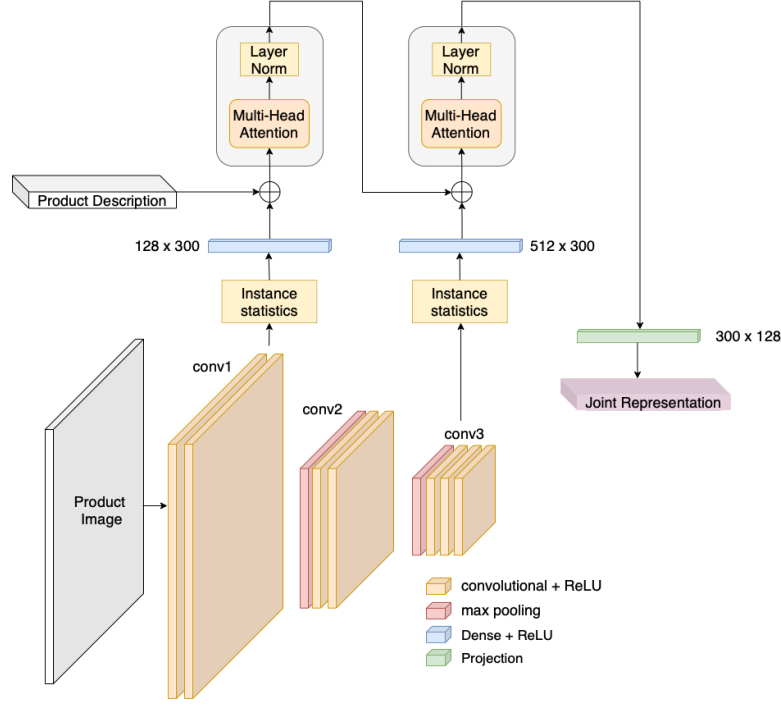 Layer
Norm
Multi-Head
Attention
Layer
Norm
Multi-Head
Attention
Product Description
128 x 300
512 x 300
Instance
statistics
Instance
statistics
300 x 128
Joint Representation
conv1
conv2
conv3
Product
Image
convolutional + ReLU
max pooling
Dense + ReLU
Projection